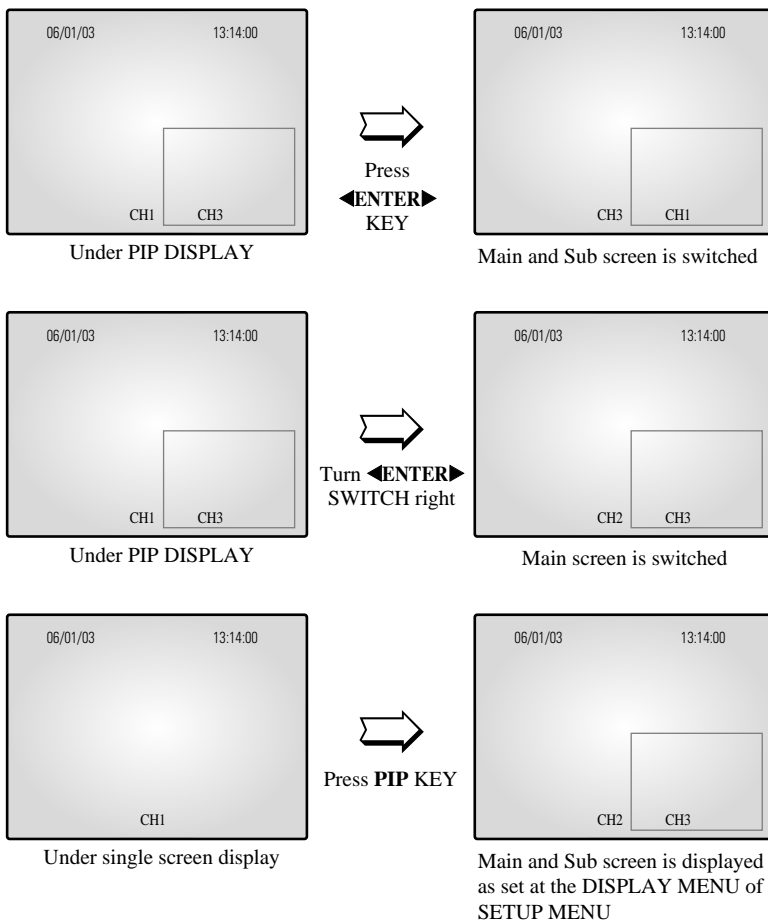 06/01/03 13:14:00
CH1 CH3
Under PIP DISPLAY
Press
◀ENTER▶
KEY
06/01/03 13:14:00
CH3 CH1
Main and Sub screen is switched
06/01/03 13:14:00
CH1 CH3
Under PIP DISPLAY
Turn ◀ENTER▶
SWITCH right
06/01/03 13:14:00
CH2 CH3
Main screen is switched
06/01/03 13:14:00
CH1
Under single screen display
Press PIP KEY
06/01/03 13:14:00
CH2 CH3
Main and Sub screen is displayed
as set at the DISPLAY MENU of
SETUP MENU